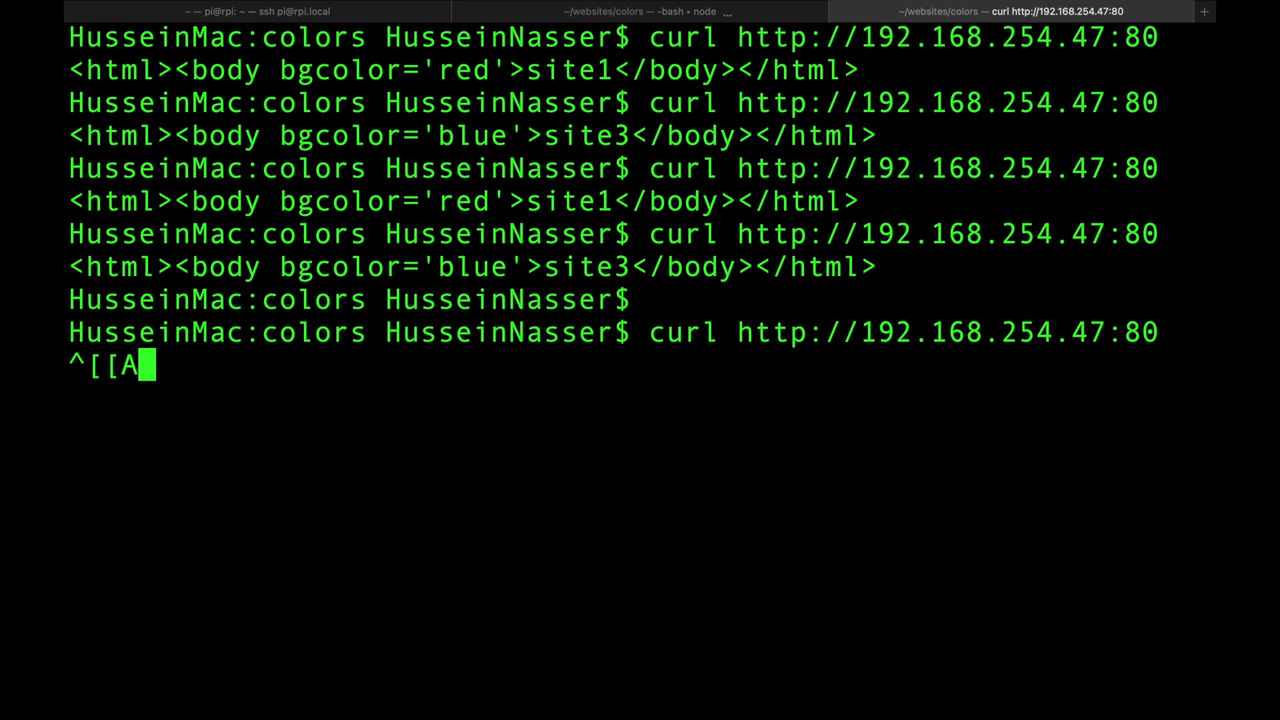 ~ — pi@rpi: ~ — ssh pi@rpi.local
~/websites/colors — -bash ▸ node ...
~/websites/colors — curl http://192.168.254.47:80
+
HusseinMac:colors HusseinNasser$ curl http://192.168.254.47:80
<html><body bgcolor='red'>site1</body></html>
HusseinMac:colors HusseinNasser$ curl http://192.168.254.47:80
<html><body bgcolor='blue'>site3</body></html>
HusseinMac:colors HusseinNasser$ curl http://192.168.254.47:80
<html><body bgcolor='red'>site1</body></html>
HusseinMac:colors HusseinNasser$ curl http://192.168.254.47:80
<html><body bgcolor='blue'>site3</body></html>
HusseinMac:colors HusseinNasser$
HusseinMac:colors HusseinNasser$ curl http://192.168.254.47:80
^[[A